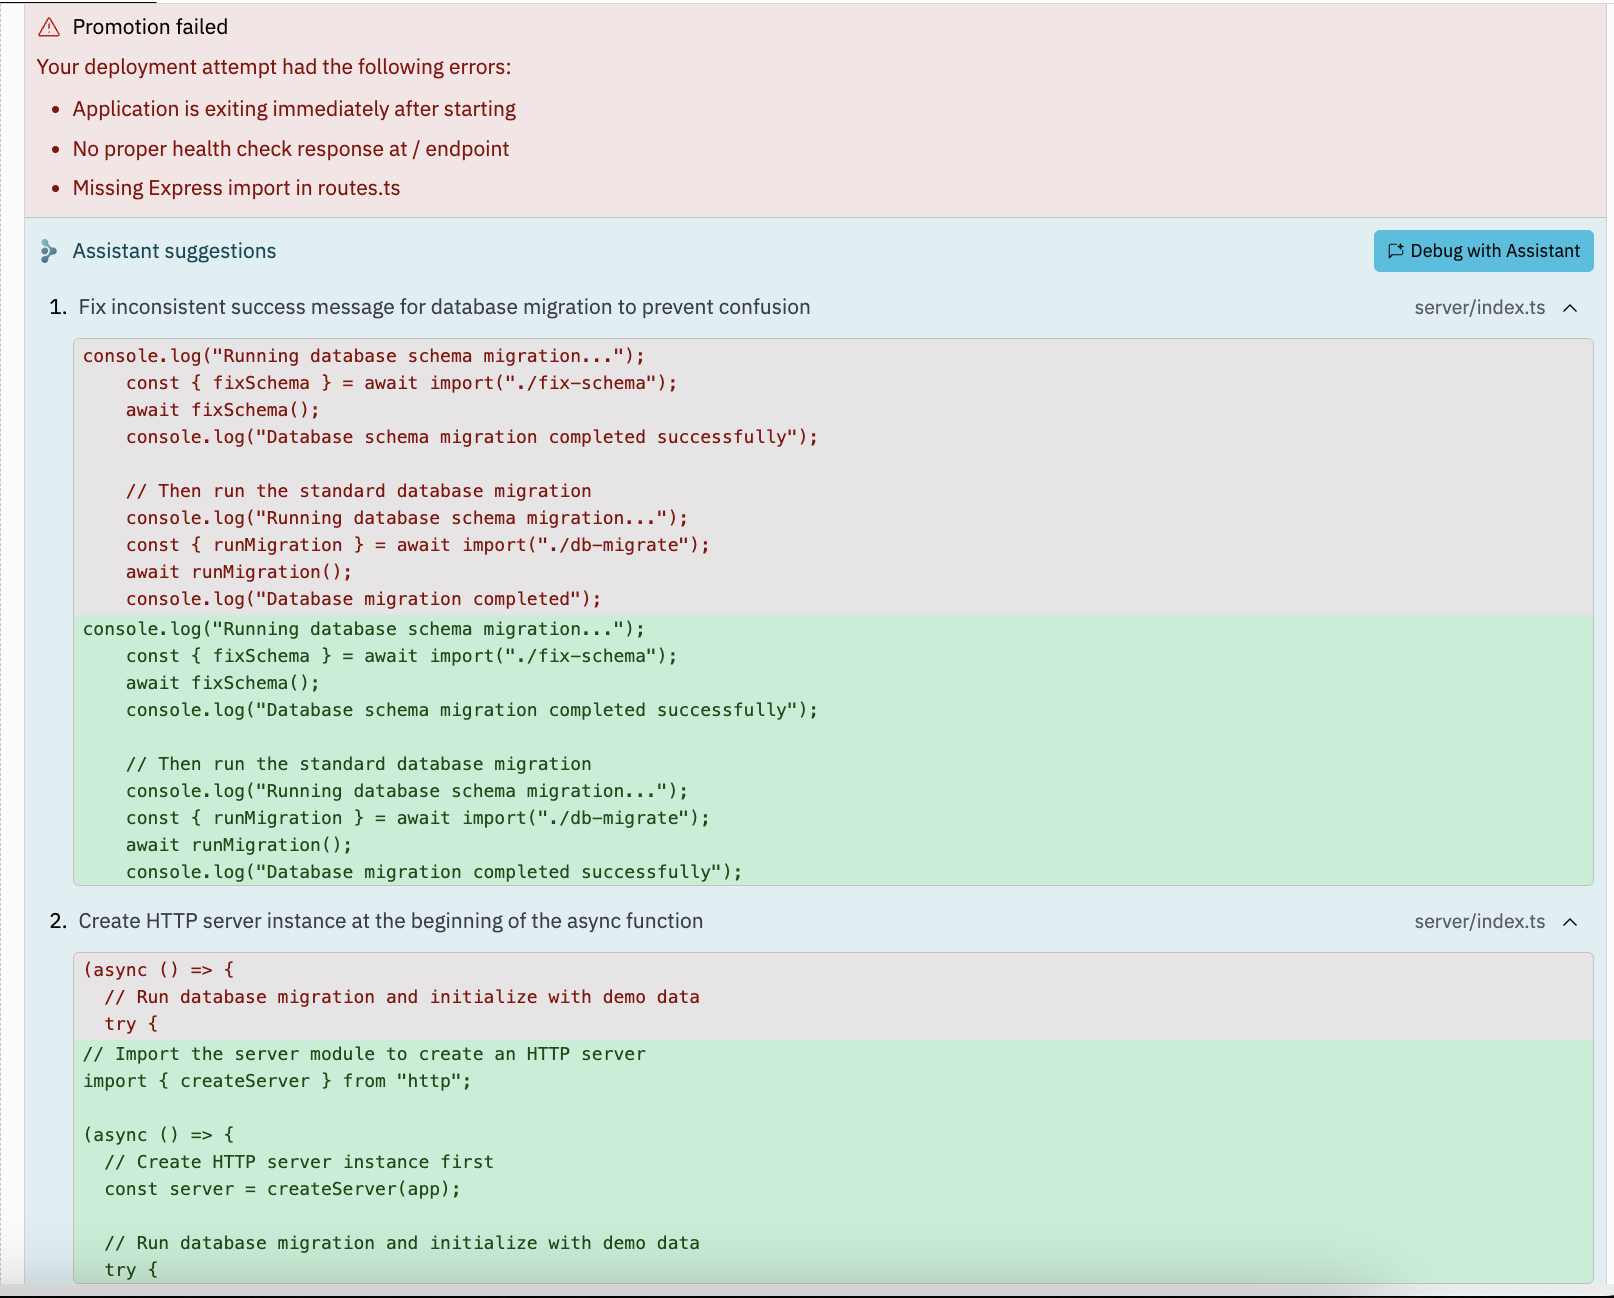 Promotion failed
Your deployment attempt had the following errors:
• Application is exiting immediately after starting
• No proper health check response at / endpoint
• Missing Express import in routes.ts
Assistant suggestions
Debug with Assistant
1. Fix inconsistent success message for database migration to prevent confusion
server/index.ts
console.log("Running database schema migration...");
    const { fixSchema } = await import("./fix-schema");
    await fixSchema();
    console.log("Database schema migration completed successfully");
    // Then run the standard database migration
    console.log("Running database schema migration...");
    const { runMigration } = await import("./db-migrate");
    await runMigration();
    console.log("Database migration completed");
console.log("Running database schema migration...");
    const { fixSchema } = await import("./fix-schema");
    await fixSchema();
    console.log("Database schema migration completed successfully");
    // Then run the standard database migration
    console.log("Running database schema migration...");
    const { runMigration } = await import("./db-migrate");
    await runMigration();
    console.log("Database migration completed successfully");
2. Create HTTP server instance at the beginning of the async function
server/index.ts
(async () => {
  // Run database migration and initialize with demo data
  try {
// Import the server module to create an HTTP server
import { createServer } from "http";
(async () => {
  // Create HTTP server instance first
  const server = createServer(app);
  // Run database migration and initialize with demo data
  try {